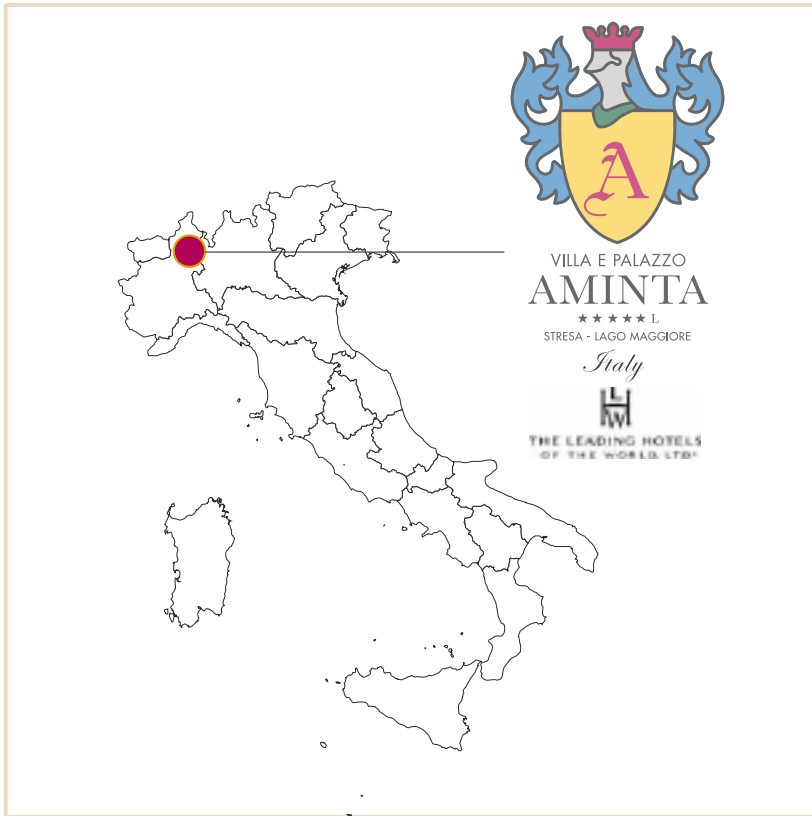 A
VILLA E PALAZZO
AMINTA
★★★★★ L
STRESA - LAGO MAGGIORE
Italy
LHW
THE LEADING HOTELS
OF THE WORLD, LTD®